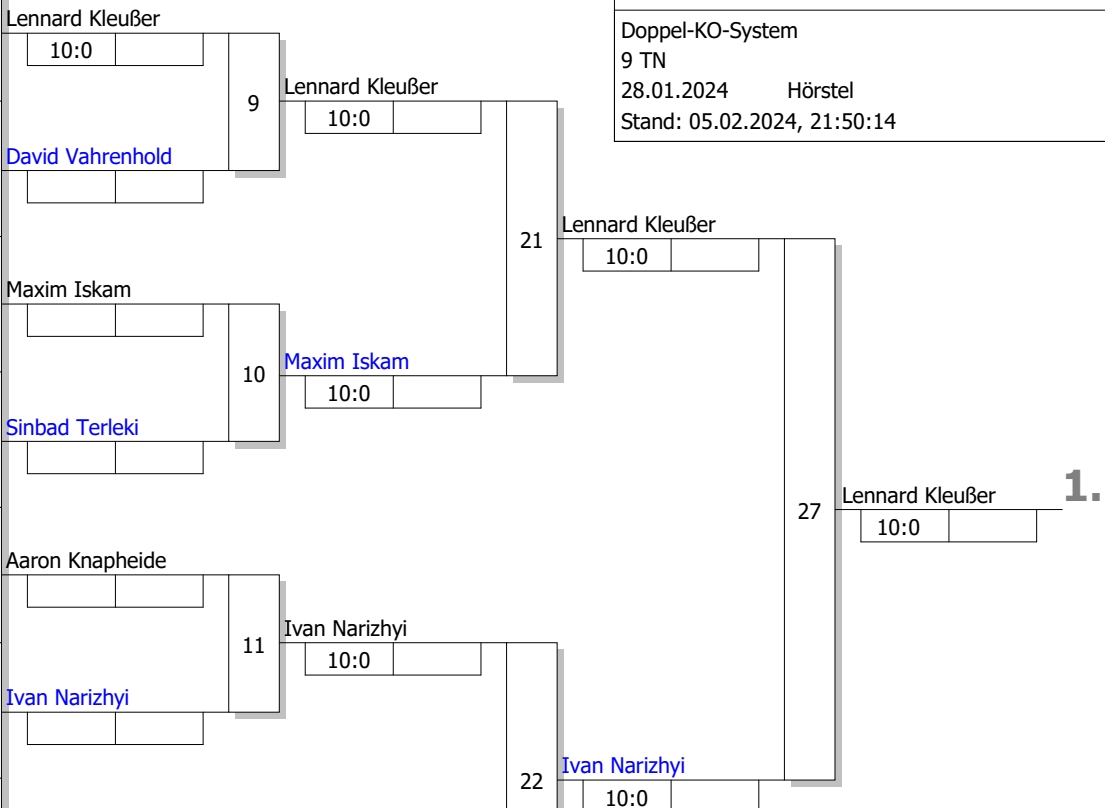 Lennard Kleußer
10:0
9
David Vahrenhold
Lennard Kleußer
10:0
Doppel-KO-System
9 TN
28.01.2024 Hörstel
Stand: 05.02.2024, 21:50:14
21
Lennard Kleußer
10:0
Maxim Iskam
10
Maxim Iskam
10:0
Sinbad Terleki
27
Lennard Kleußer
1.
10:0
Aaron Knapheide
11
Ivan Narizhyi
10:0
Ivan Narizhyi
22
Ivan Narizhyi
10:0